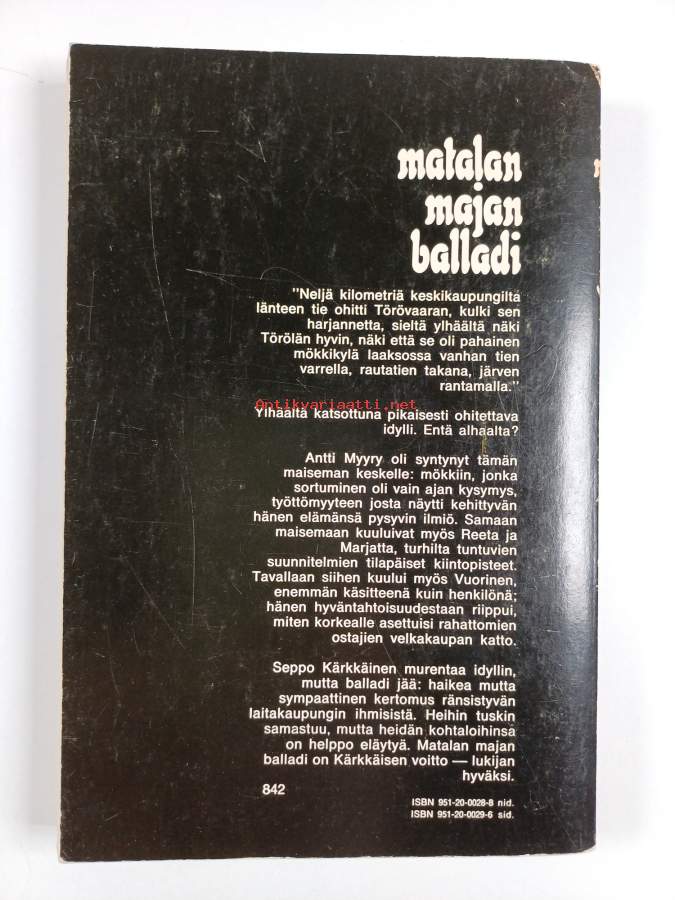 matalan
majan
balladi
"Neljä kilometriä keskikaupungilta
länteen tie ohitti Törövaaran, kulki sen
harjannetta, sieltä ylhäältä näki
Törölän hyvin, näki että se oli pahainen
mökkikylä laaksossa vanhan tien
varrella, rautatien takana, järven
rantamalla."
Antikvariaatti.net
Ylhäältä katsottuna pikaisesti ohitettava
idylli. Entä alhaalta?
Antti Myyry oli syntynyt tämän
maiseman keskelle: mökkiin, jonka
sortuminen oli vain ajan kysymys,
työttömyyteen josta näytti kehittyvän
hänen elämänsä pysyvin ilmiö. Samaan
maisemaan kuuluivat myös Reeta ja
Marjatta, turhilta tuntuvien
suunnitelmien tilapäiset kiintopisteet.
Tavallaan siihen kuului myös Vuorinen,
enemmän käsitteenä kuin henkilönä;
hänen hyväntahtoisuudestaan riippui,
miten korkealle asettuisi rahattomien
ostajien velkakaupan katto.
Seppo Kärkkäinen murentaa idyllin,
mutta balladi jää: haikea mutta
sympaattinen kertomus ränsistyvän
laitakaupungin ihmisistä. Heihin tuskin
samastuu, mutta heidän kohtaloihinsa
on helppo eläytyä. Matalan majan
balladi on Kärkkäisen voitto — lukijan
hyväksi.
842
ISBN 951-20-0028-8 nid.
ISBN 951-20-0029-6 sid.